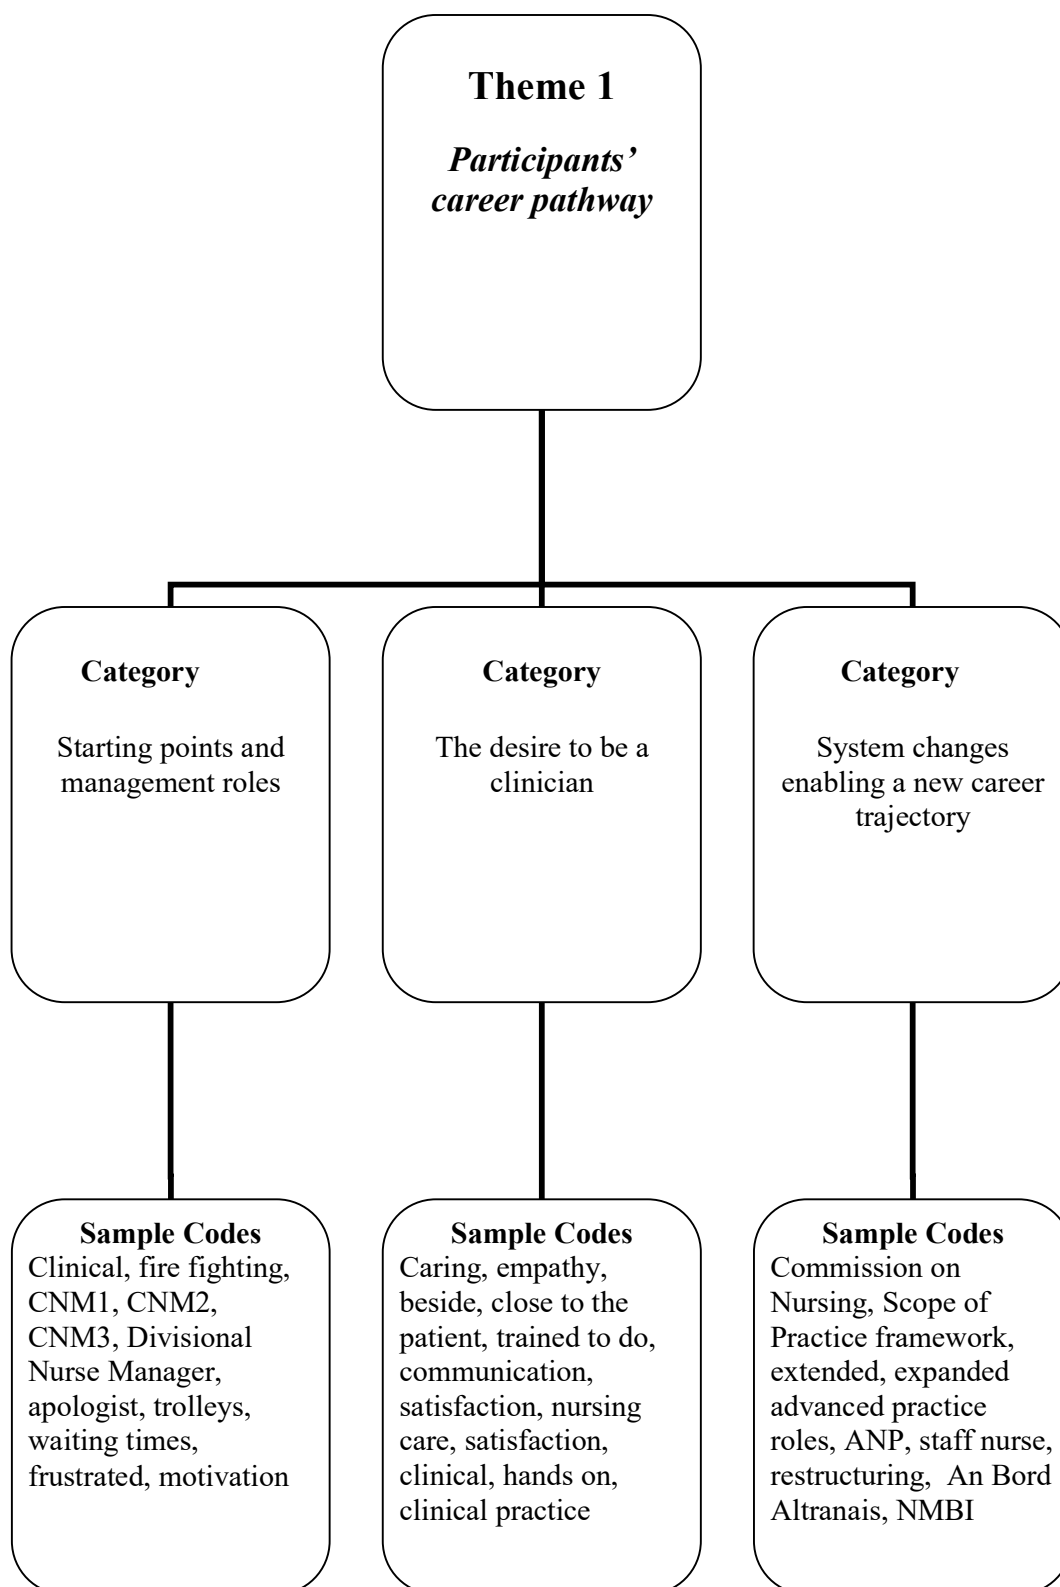 Theme 1
Participants’
career pathway
Category
Starting points and
management roles
Category
The desire to be a
clinician
Category
System changes
enabling a new career
trajectory
Sample Codes
Clinical, fire fighting,
CNM1, CNM2,
CNM3, Divisional
Nurse Manager,
apologist, trolleys,
waiting times,
frustrated, motivation
Sample Codes
Caring, empathy,
beside, close to the
patient, trained to do,
communication,
satisfaction, nursing
care, satisfaction,
clinical, hands on,
clinical practice
Sample Codes
Commission on
Nursing, Scope of
Practice framework,
extended, expanded
advanced practice
roles, ANP, staff nurse,
restructuring, An Bord
Altranais, NMBI